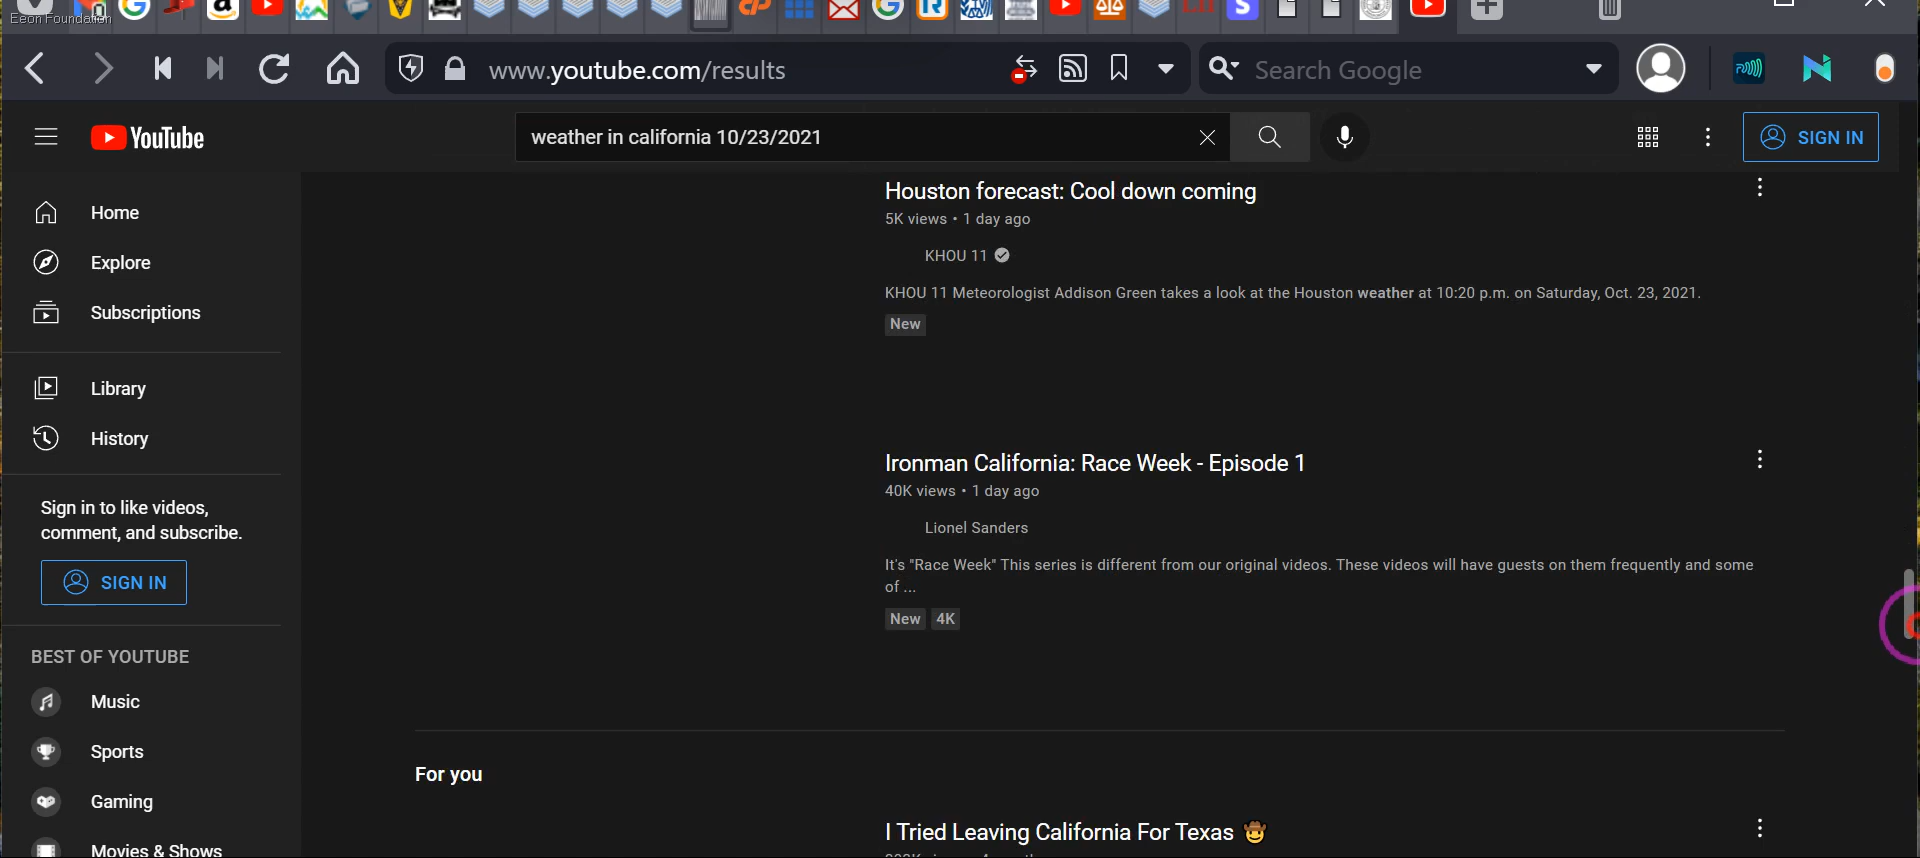 Eeon Foundation
www.youtube.com/results
Search Google
YouTube
weather in california 10/23/2021
SIGN IN
Home
Explore
Subscriptions
Library
History
Sign in to like videos,
comment, and subscribe.
SIGN IN
BEST OF YOUTUBE
Music
Sports
Gaming
Movies & Shows
Houston forecast: Cool down coming
5K views • 1 day ago
KHOU 11
KHOU 11 Meteorologist Addison Green takes a look at the Houston weather at 10:20 p.m. on Saturday, Oct. 23, 2021.
New
Ironman California: Race Week - Episode 1
40K views • 1 day ago
Lionel Sanders
It's "Race Week" This series is different from our original videos. These videos will have guests on them frequently and some
of ...
New 4K
For you
I Tried Leaving California For Texas 🤠